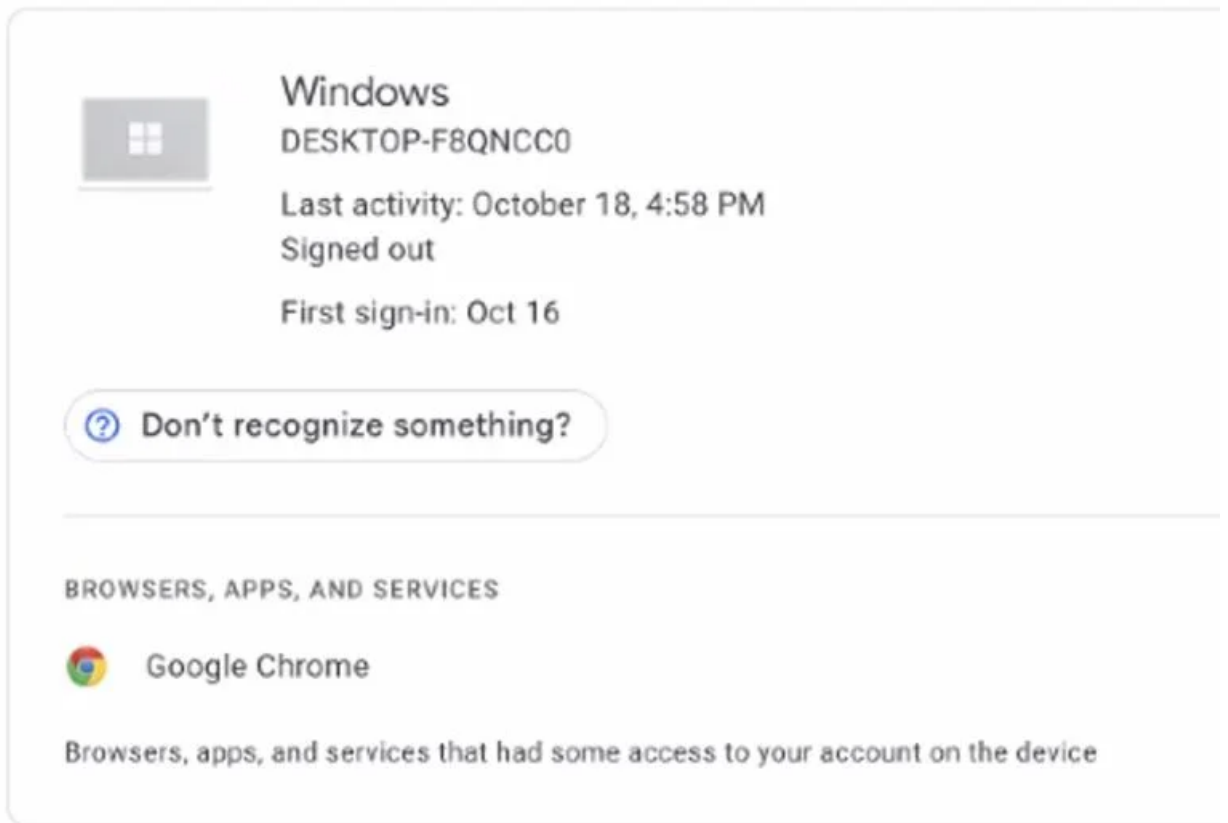 Windows
DESKTOP-F8QNCC0
Last activity: October 18, 4:58 PM
Signed out
First sign-in: Oct 16
Don't recognize something?
BROWSERS, APPS, AND SERVICES
Google Chrome
Browsers, apps, and services that had some access to your account on the device